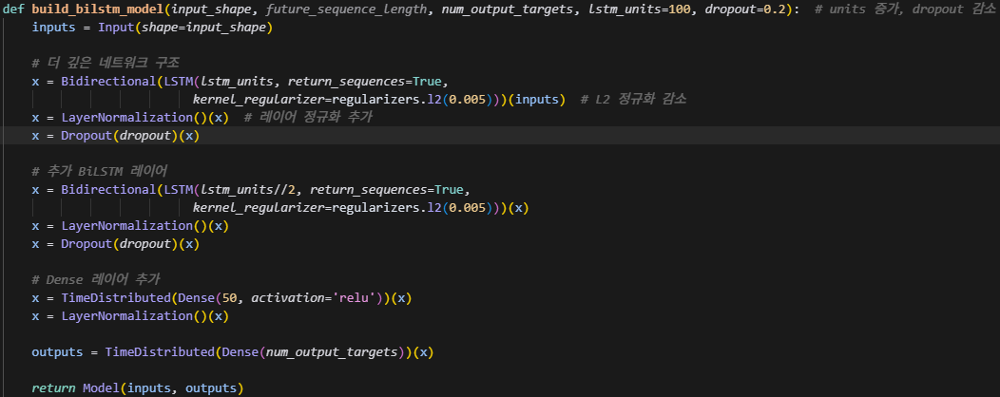 def build_bilstm_model(input_shape, future_sequence_length, num_output_targets, lstm_units=100, dropout=0.2):  # units 증가, dropout 감소
    inputs = Input(shape=input_shape)

    # 더 깊은 네트워크 구조
    x = Bidirectional(LSTM(lstm_units, return_sequences=True,
                          kernel_regularizer=regularizers.l2(0.005)))(inputs)  # L2 정규화 감소
    x = LayerNormalization()(x)  # 레이어 정규화 추가
    x = Dropout(dropout)(x)

    # 추가 BiLSTM 레이어
    x = Bidirectional(LSTM(lstm_units//2, return_sequences=True,
                          kernel_regularizer=regularizers.l2(0.005)))(x)
    x = LayerNormalization()(x)
    x = Dropout(dropout)(x)

    # Dense 레이어 추가
    x = TimeDistributed(Dense(50, activation='relu'))(x)
    x = LayerNormalization()(x)

    outputs = TimeDistributed(Dense(num_output_targets))(x)

    return Model(inputs, outputs)